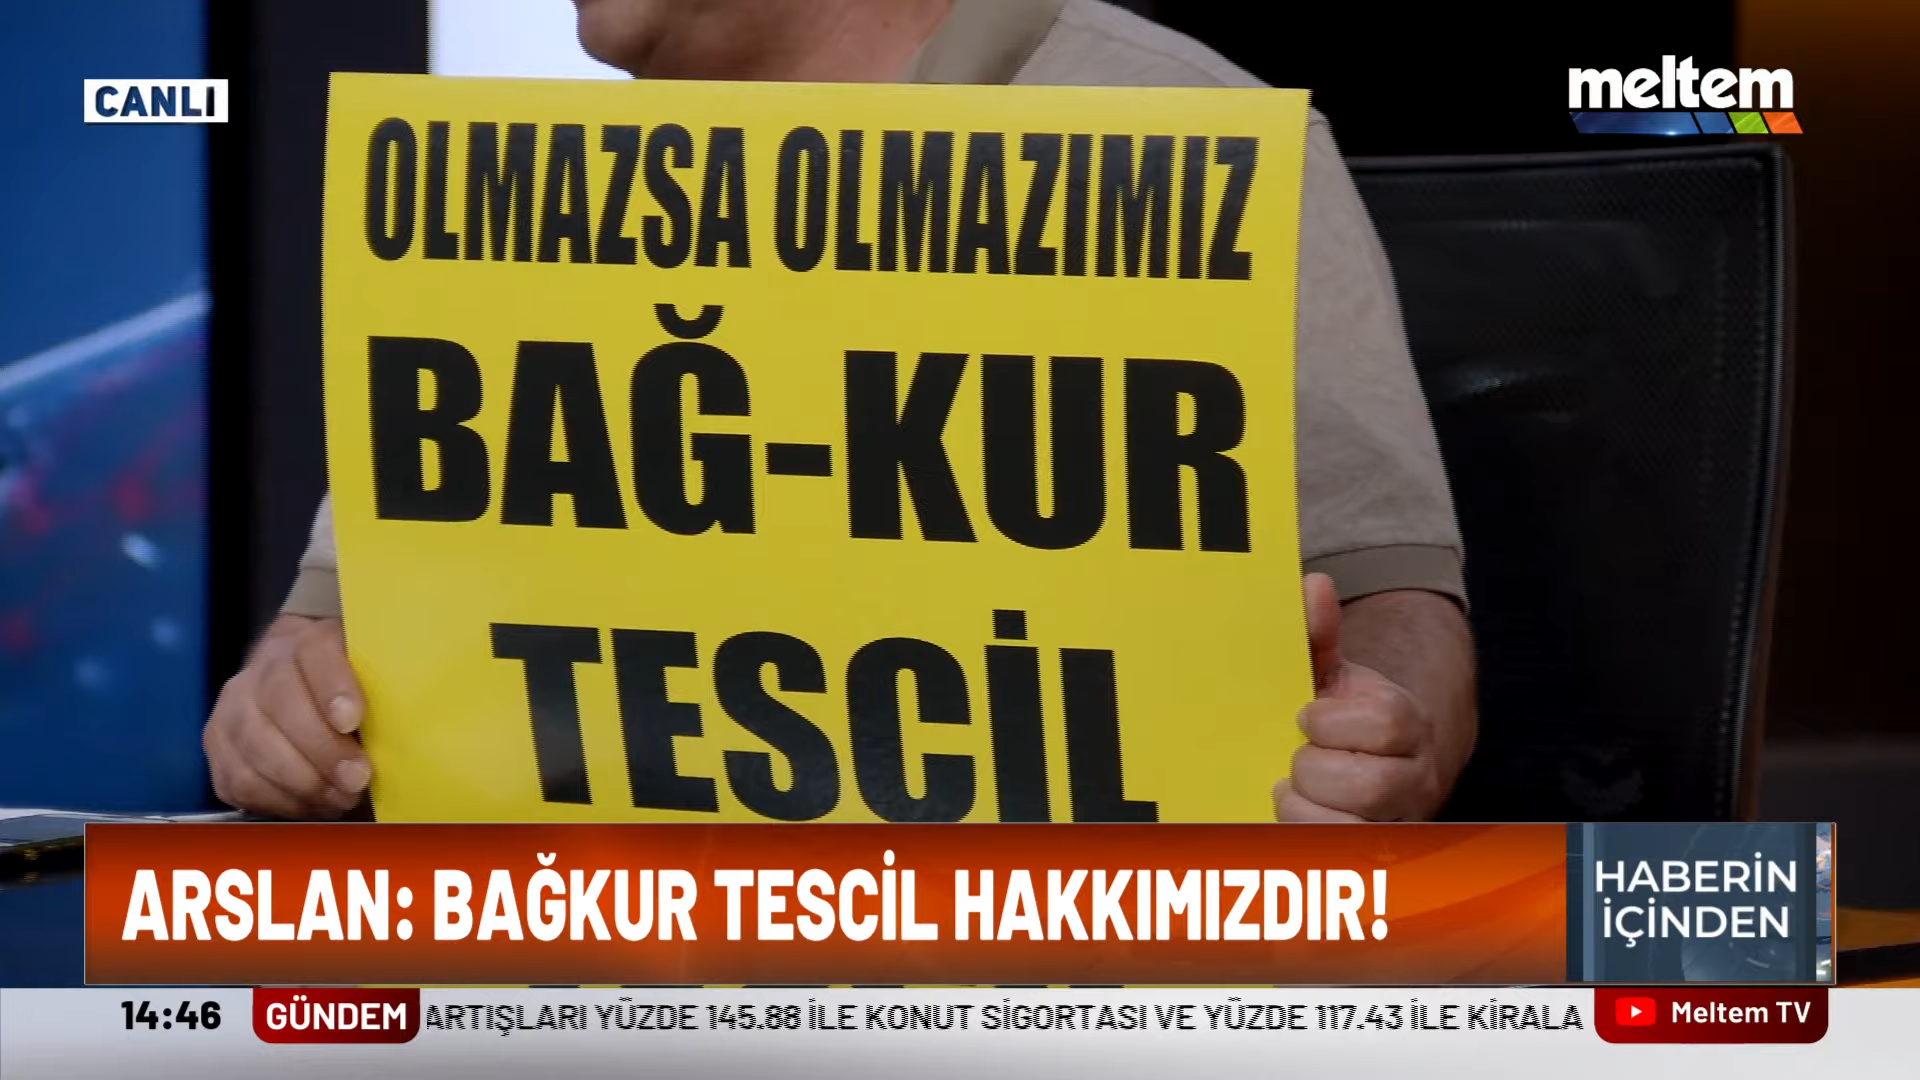 CANLI
meltem
OLMAZSA OLMAZIMIZ
BAĞ-KUR
TESCİL
ARSLAN: BAĞKUR TESCİL HAKKIMIZDIR!
HABERİN
İÇİNDEN
14:46
GÜNDEM
ARTIŞLARI YÜZDE 145.88 İLE KONUT SİGORTASI VE YÜZDE 117.43 İLE KİRALA
Meltem TV